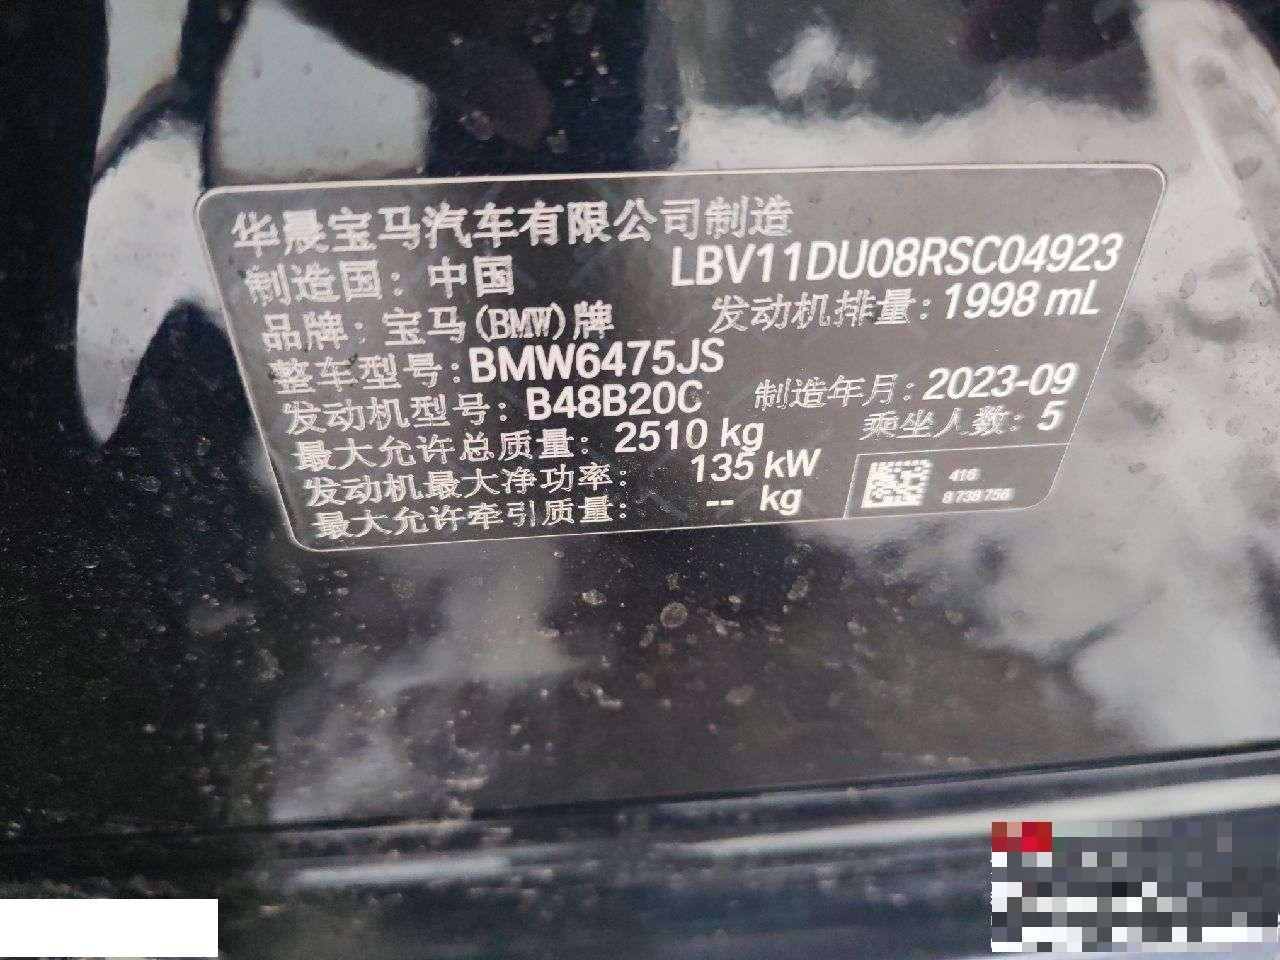 华晨宝马汽车有限公司制造
制造国：中国 LBV11DU08RSC04923
品牌：宝马(BMW)牌 发动机排量：1998 mL
整车型号：BMW6475JS
发动机型号：B48B20C 制造年月：2023-09
最大允许总质量：2510 kg 乘坐人数：5
发动机最大净功率：135 kW
最大允许牵引质量：-- kg
416
8 738 756